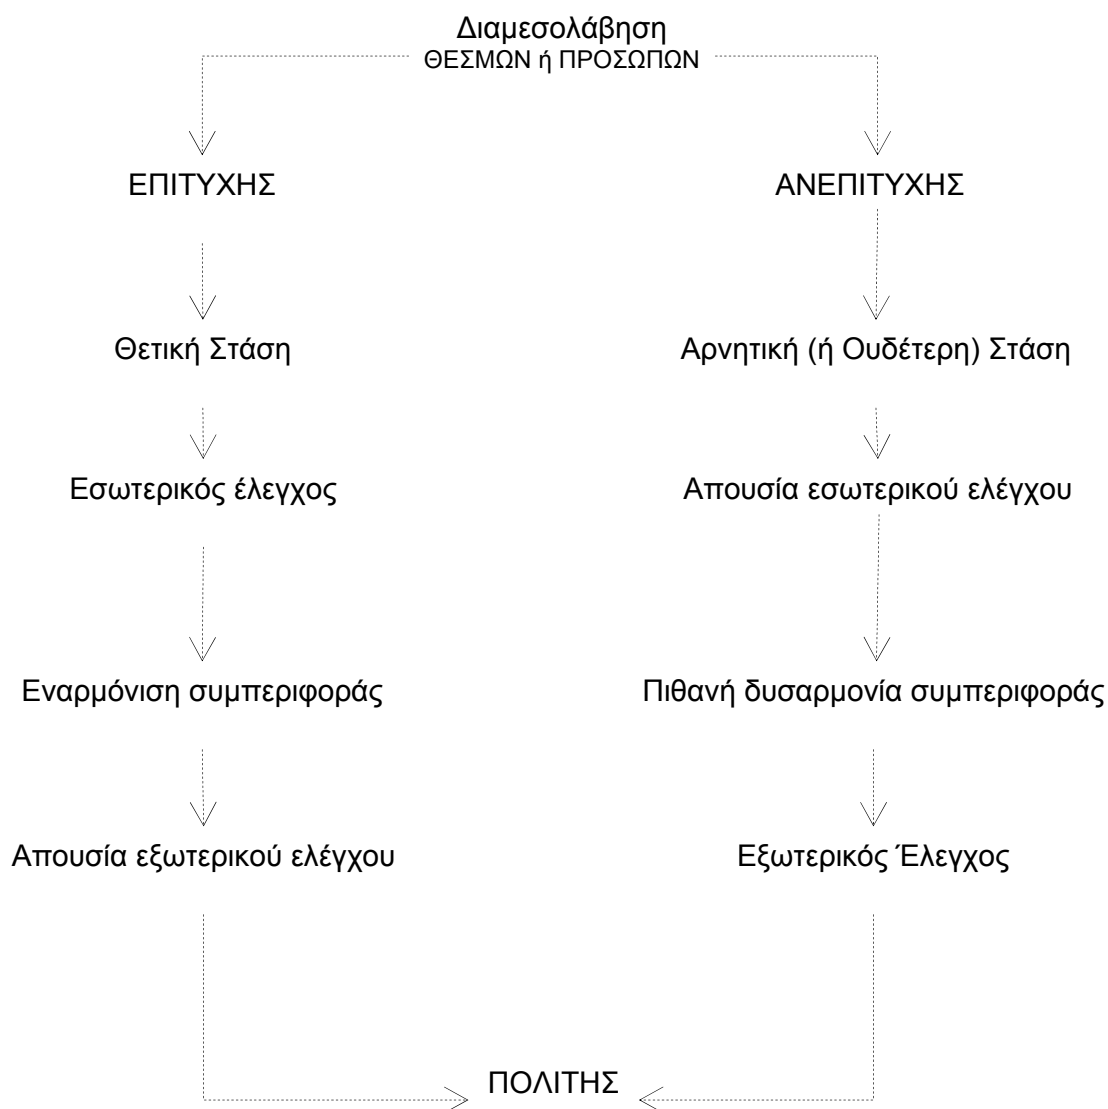 Διαμεσολάβηση
ΘΕΣΜΩΝ ή ΠΡΟΣΩΠΩΝ
ΕΠΙΤΥΧΗΣ
ΑΝΕΠΙΤΥΧΗΣ
Θετική Στάση
Αρνητική (ή Ουδέτερη) Στάση
Εσωτερικός έλεγχος
Απουσία εσωτερικού ελέγχου
Εναρμόνιση συμπεριφοράς
Πιθανή δυσαρμονία συμπεριφοράς
Απουσία εξωτερικού ελέγχου
Εξωτερικός Έλεγχος
ΠΟΛΙΤΗΣ